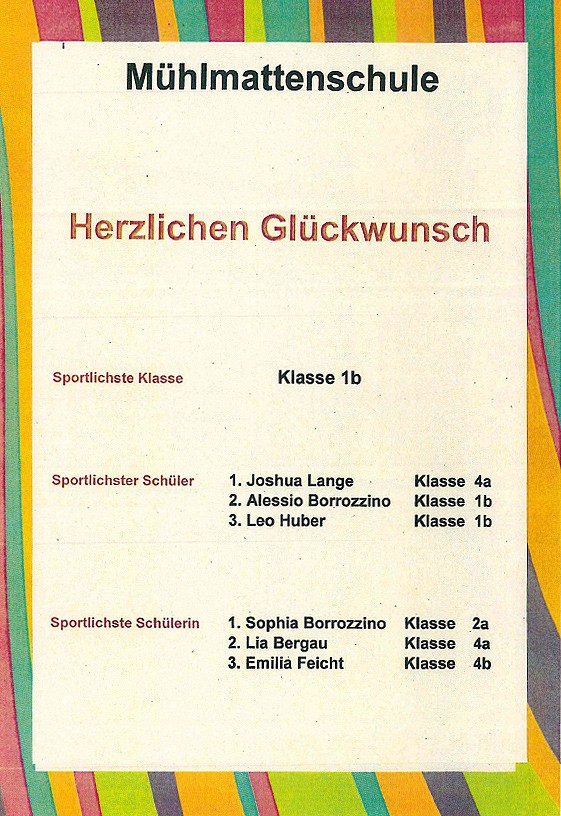 Mühlmattenschule
Herzlichen Glückwunsch
Sportlichste Klasse Klasse 1b
Sportlichster Schüler 1. Joshua Lange Klasse 4a
2. Alessio Borrozzino Klasse 1b
3. Leo Huber Klasse 1b
Sportlichste Schülerin 1. Sophia Borrozzino Klasse 2a
2. Lia Bergau Klasse 4a
3. Emilia Feicht Klasse 4b